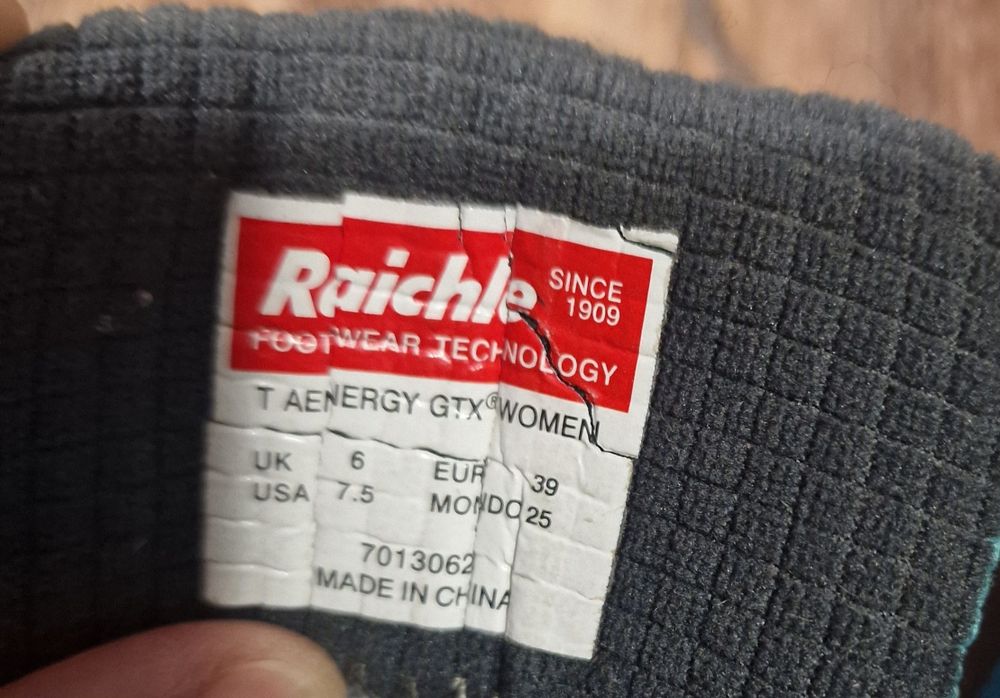 Raichle
SINCE
1909
FOOTWEAR TECHNOLOGY
T AENERGY GTX® WOMEN
UK 6 EUR 39
USA 7.5 MONDO 25
7013062
MADE IN CHINA